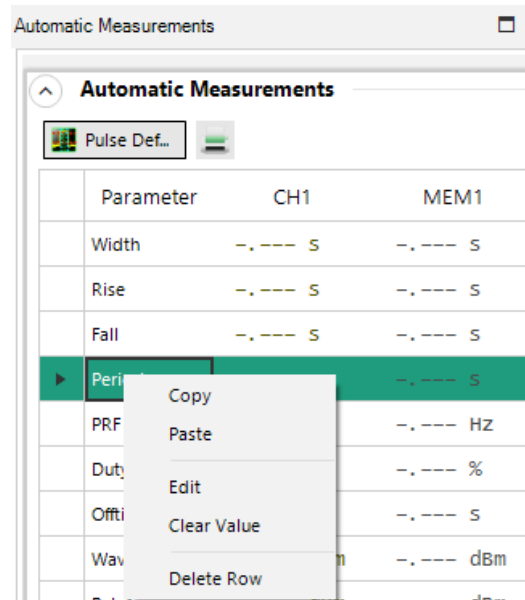 Automatic Measurements
Automatic Measurements
Pulse Def...
Parameter CH1 MEM1
Width -.--- s -.--- s
Rise -.--- s -.--- s
Fall -.--- s -.--- s
-.--- s
Copy
PRF -.--- Hz
Paste
-.--- %
Edit
-.--- s
Clear Value
m -.--- dBm
Delete Row